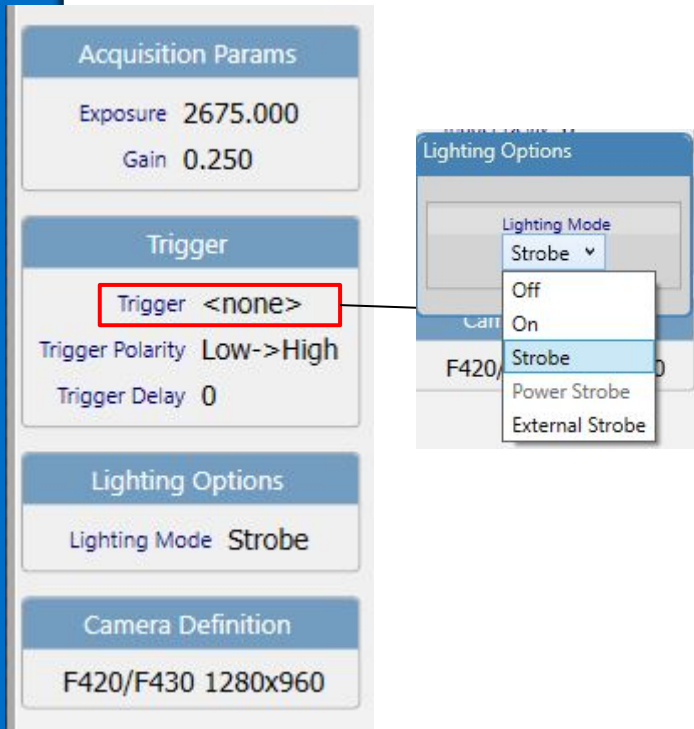 Acquisition Params
Exposure 2675.000
Gain 0.250
Trigger
Trigger <none>
Trigger Polarity Low->High
Trigger Delay 0
Lighting Options
Lighting Mode Strobe
Camera Definition
F420/F430 1280x960
Lighting Options
Lighting Mode
Strobe
Off
On
Strobe
Power Strobe
External Strobe
F420/
0